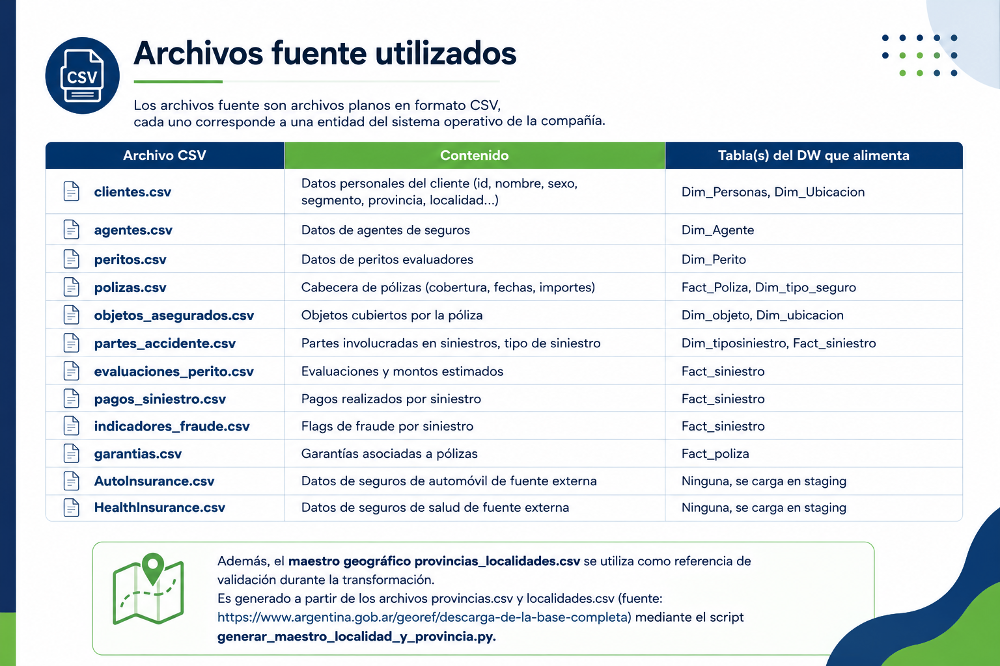 CSV
Archivos fuente utilizados
Los archivos fuente son archivos planos en formato CSV,
cada uno corresponde a una entidad del sistema operativo de la compañía.
Archivo CSV Contenido Tabla(s) del DW que alimenta
clientes.csv Datos personales del cliente (id, nombre, sexo, segmento, provincia, localidad...) Dim_Personas, Dim_Ubicacion
agentes.csv Datos de agentes de seguros Dim_Agente
peritos.csv Datos de peritos evaluadores Dim_Perito
polizas.csv Cabecera de pólizas (cobertura, fechas, importes) Fact_Poliza, Dim_tipo_seguro
objetos_asegurados.csv Objetos cubiertos por la póliza Dim_objeto, Dim_ubicacion
partes_accidente.csv Partes involucradas en siniestros, tipo de siniestro Dim_tiposiniestro, Fact_siniestro
evaluaciones_perito.csv Evaluaciones y montos estimados Fact_siniestro
pagos_siniestro.csv Pagos realizados por siniestro Fact_siniestro
indicadores_fraude.csv Flags de fraude por siniestro Fact_siniestro
garantias.csv Garantías asociadas a pólizas Fact_poliza
AutoInsurance.csv Datos de seguros de automóvil de fuente externa Ninguna, se carga en staging
HealthInsurance.csv Datos de seguros de salud de fuente externa Ninguna, se carga en staging
Además, el maestro geográfico provincias_localidades.csv se utiliza como referencia de
validación durante la transformación.
Es generado a partir de los archivos provincias.csv y localidades.csv (fuente:
https://www.argentina.gob.ar/georef/descarga-de-la-base-completa) mediante el script
generar_maestro_localidad_y_provincia.py.